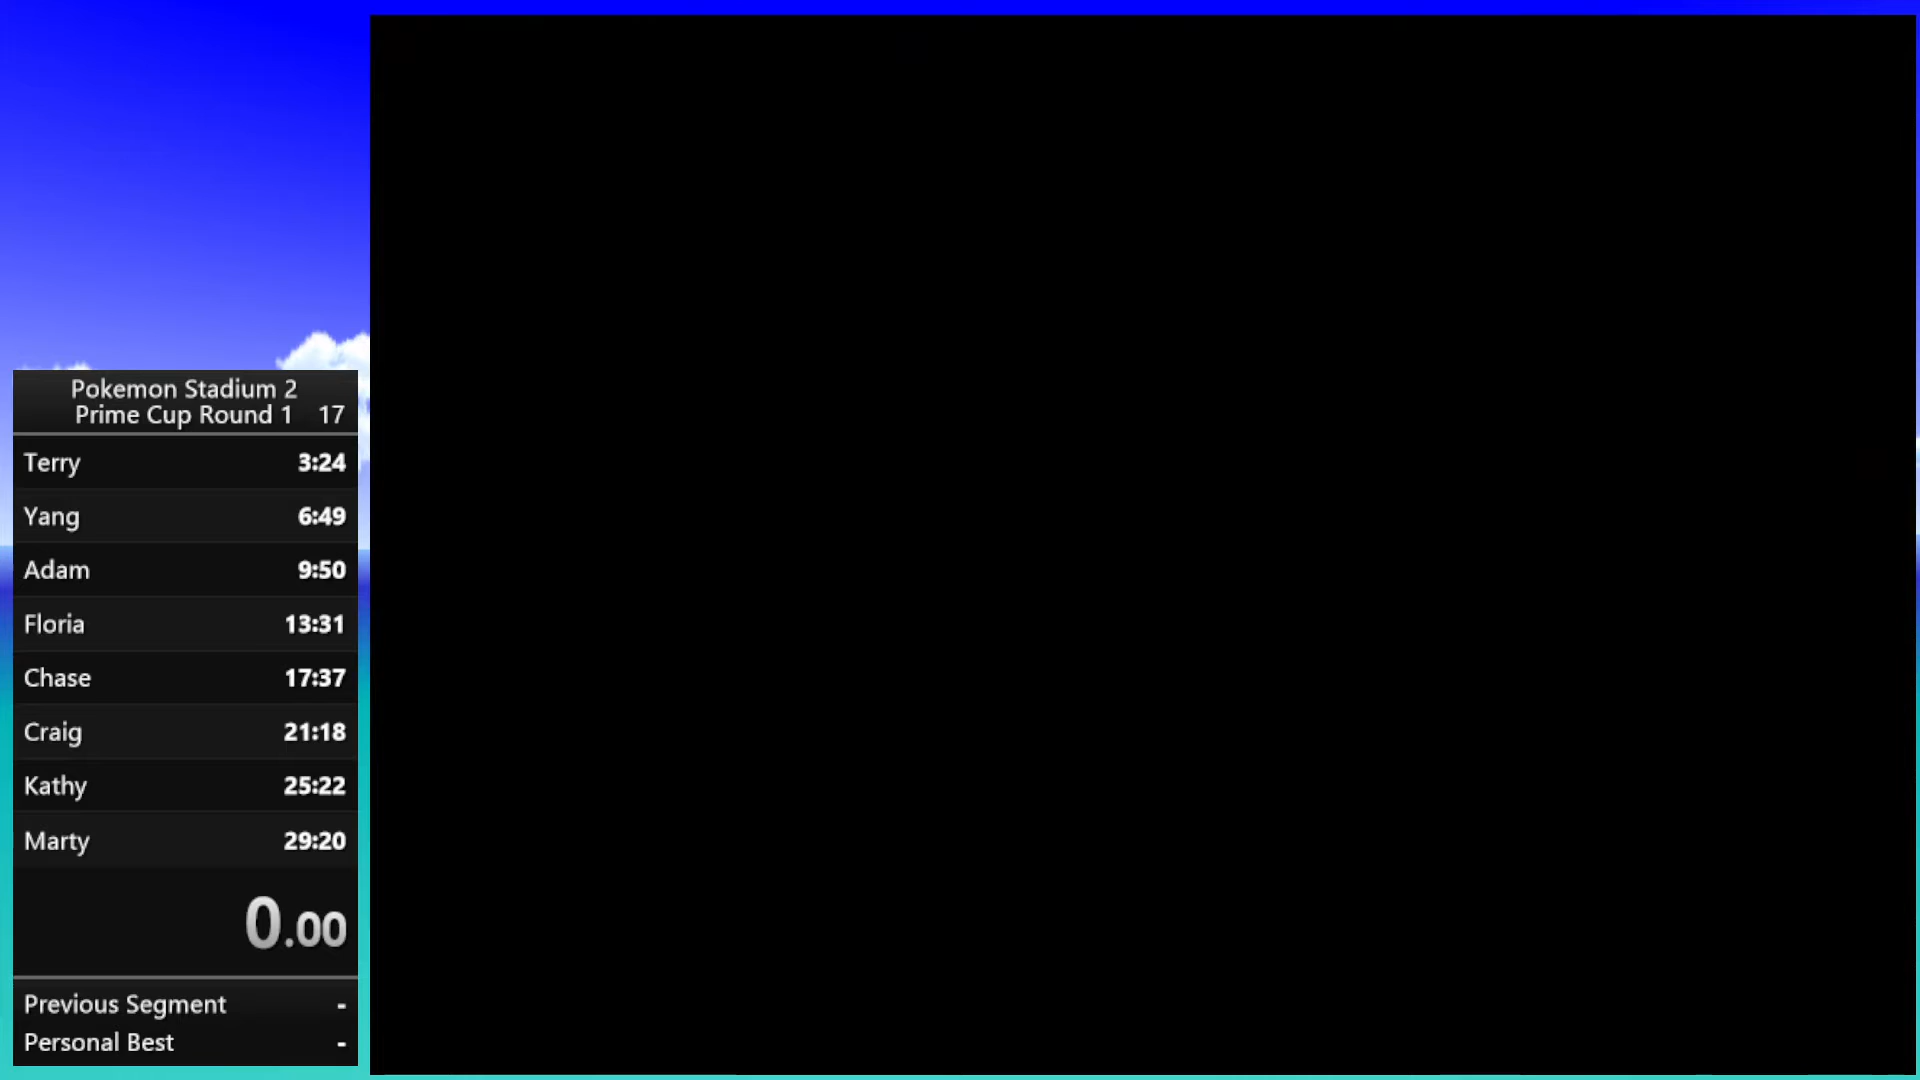 Pokemon Stadium 2
Prime Cup Round 1 17
Terry 3:24
Yang 6:49
Adam 9:50
Floria 13:31
Chase 17:37
Craig 21:18
Kathy 25:22
Marty 29:20
0.00
Previous Segment -
Personal Best -